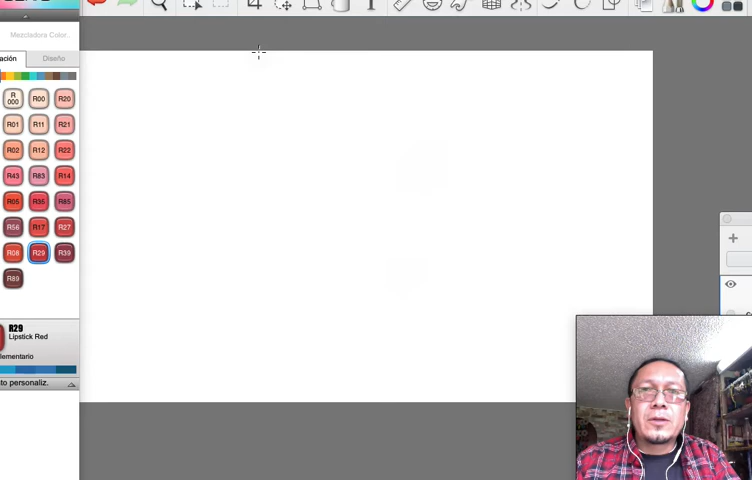 Mezcladora Color..
ación Diseño
R 000 R00 R20
R01 R11 R21
R02 R12 R22
R43 R83 R14
R05 R35 R85
R56 R17 R27
R08 R29 R39
R89
R29
Lipstick Red
lementario
to personaliz.